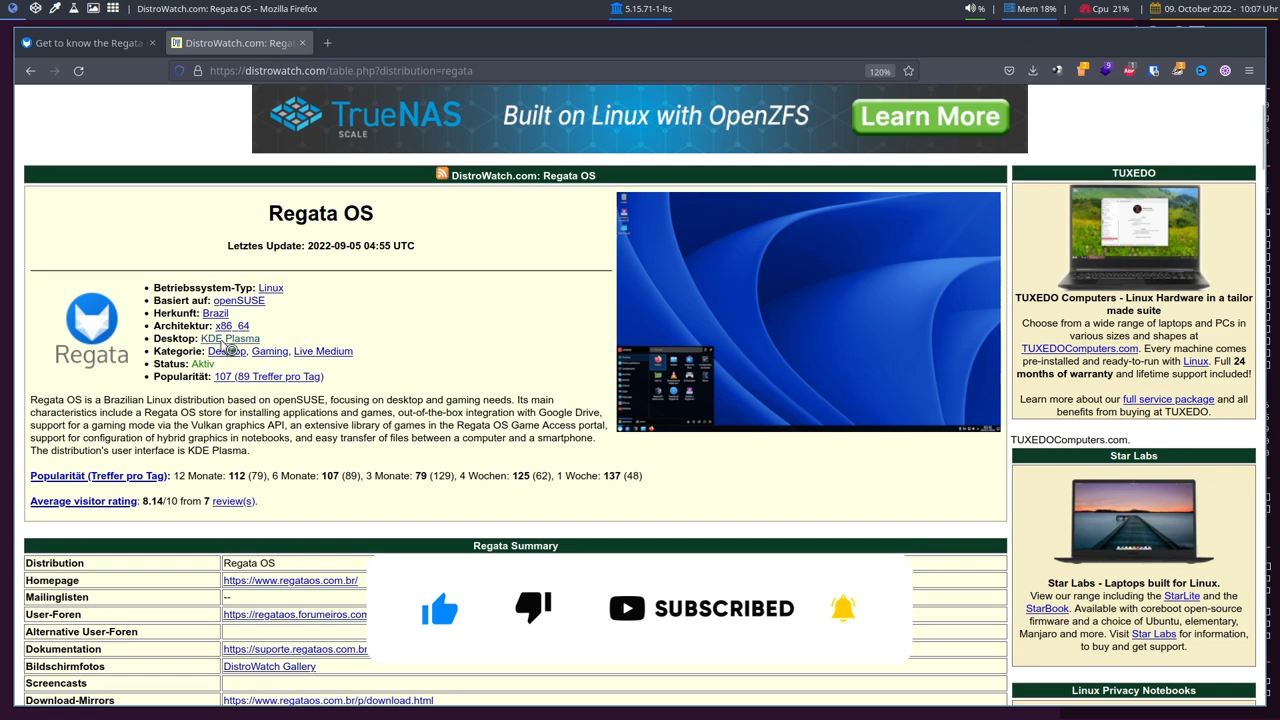 DistroWatch.com: Regata OS – Mozilla Firefox
5.15.71-1-lts
%
Mem 18%
Cpu 21%
09. October 2022 - 10:07 Uhr
Get to know the Regata
DistroWatch.com: Regat
https://distrowatch.com/table.php?distribution=regata
120%
TrueNAS
SCALE
Built on Linux with OpenZFS
Learn More
DistroWatch.com: Regata OS
Regata OS
Letztes Update: 2022-09-05 04:55 UTC
Regata
Betriebssystem-Typ: Linux
Basiert auf: openSUSE
Herkunft: Brazil
Architektur: x86_64
Desktop: KDE Plasma
Kategorie: Desktop, Gaming, Live Medium
Status: Aktiv
Popularität: 107 (89 Treffer pro Tag)
Regata OS is a Brazilian Linux distribution based on openSUSE, focusing on desktop and gaming needs. Its main
characteristics include a Regata OS store for installing applications and games, out-of-the-box integration with Google Drive,
support for a gaming mode via the Vulkan graphics API, an extensive library of games in the Regata OS Game Access portal,
support for configuration of hybrid graphics in notebooks, and easy transfer of files between a computer and a smartphone.
The distribution's user interface is KDE Plasma.
Popularität (Treffer pro Tag): 12 Monate: 112 (79), 6 Monate: 107 (89), 3 Monate: 79 (129), 4 Wochen: 125 (62), 1 Woche: 137 (48)
Average visitor rating: 8.14/10 from 7 review(s).
Regata Summary
Distribution Regata OS
Homepage https://www.regataos.com.br/
Mailinglisten --
User-Foren https://regataos.forumeiros.com
Alternative User-Foren
Dokumentation https://suporte.regataos.com.br
Bildschirmfotos DistroWatch Gallery
Screencasts
Download-Mirrors https://www.regataos.com.br/p/download.html
SUBSCRIBED
TUXEDO
TUXEDO Computers - Linux Hardware in a tailor
made suite
Choose from a wide range of laptops and PCs in
various sizes and shapes at
TUXEDOComputers.com. Every machine comes
pre-installed and ready-to-run with Linux. Full 24
months of warranty and lifetime support included!
Learn more about our full service package and all
benefits from buying at TUXEDO.
TUXEDOComputers.com.
Star Labs
Star Labs - Laptops built for Linux.
View our range including the StarLite and the
StarBook. Available with coreboot open-source
firmware and a choice of Ubuntu, elementary,
Manjaro and more. Visit Star Labs for information,
to buy and get support.
Linux Privacy Notebooks